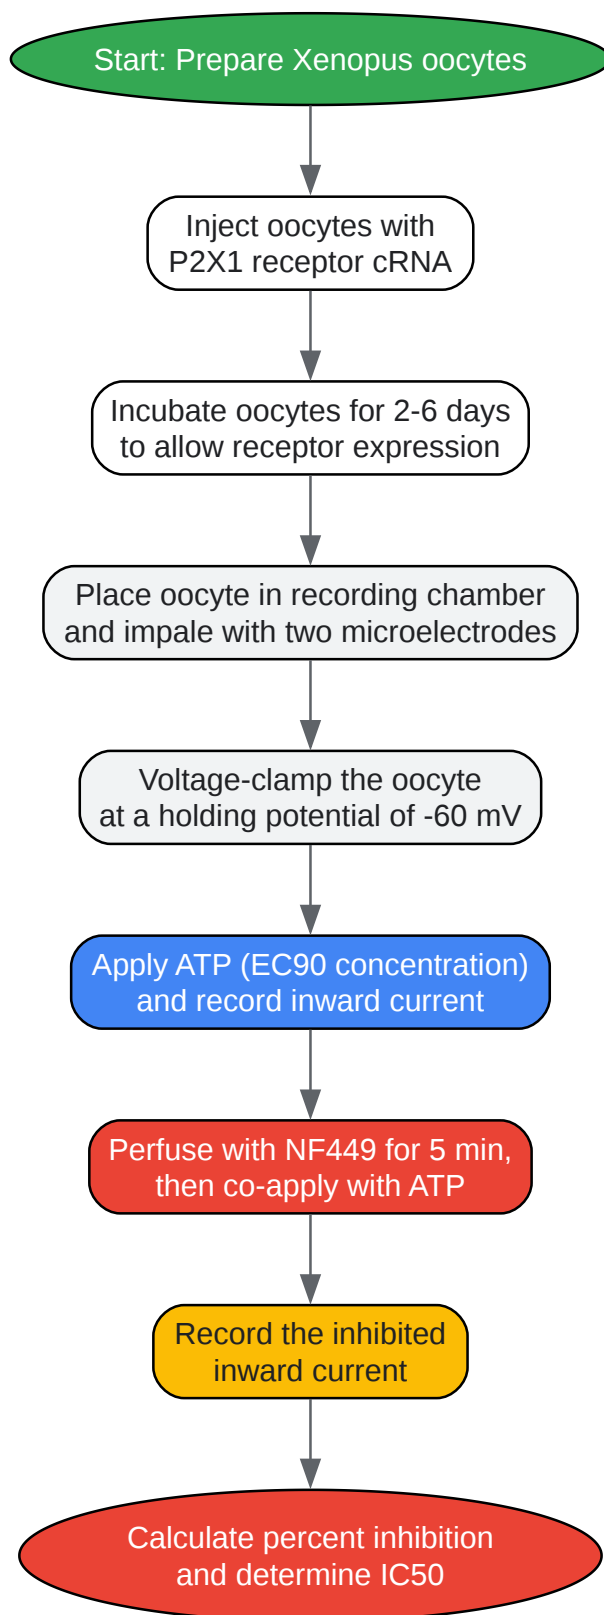 Start: Prepare Xenopus oocytes
Inject oocytes with
P2X1 receptor cRNA
Incubate oocytes for 2-6 days
to allow receptor expression
Place oocyte in recording chamber
and impale with two microelectrodes
Voltage-clamp the oocyte
at a holding potential of -60 mV
Apply ATP (EC90 concentration)
and record inward current
Perfuse with NF449 for 5 min,
then co-apply with ATP
Record the inhibited
inward current
Calculate percent inhibition
and determine IC50